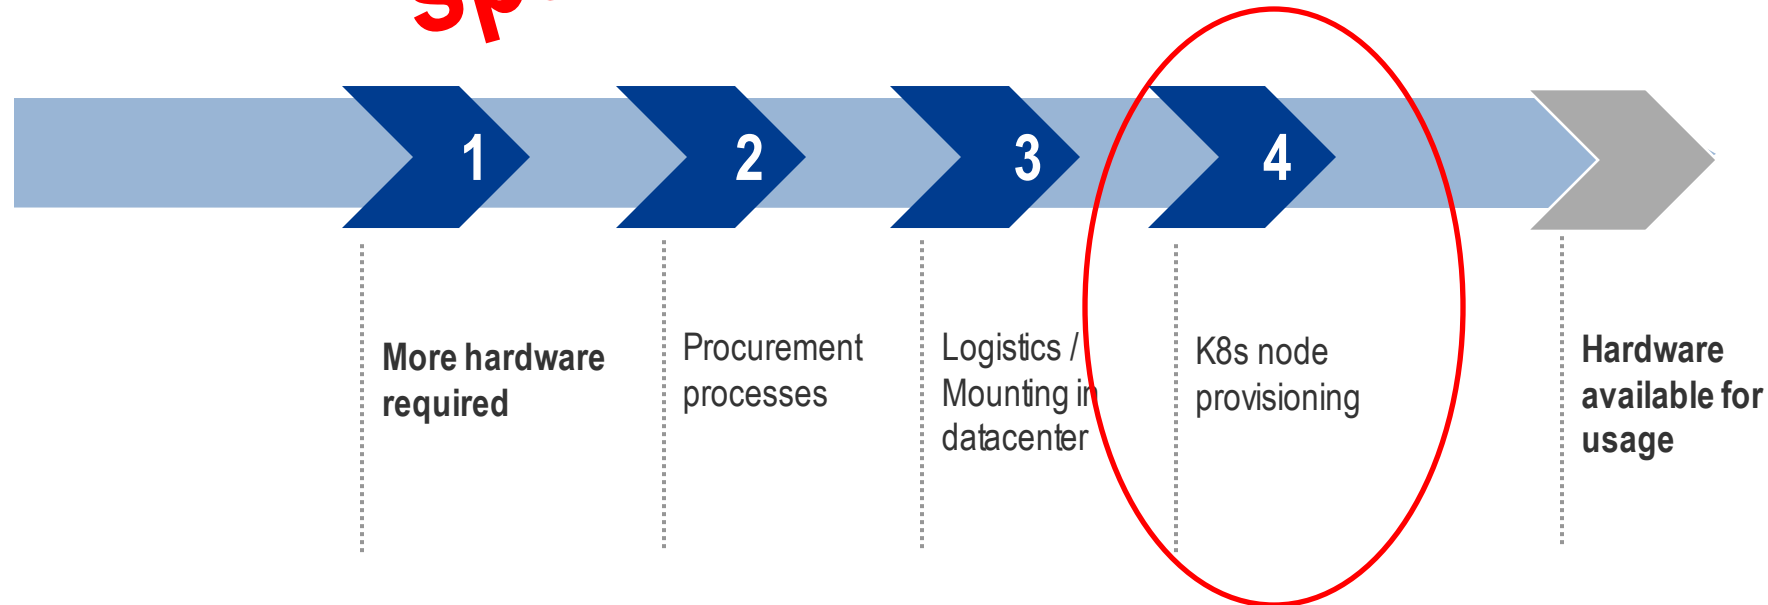 1
2
3
4
More hardware
required
Procurement
processes
Logistics /
Mounting in
datacenter
K8s node
provisioning
Hardware
available for
usage